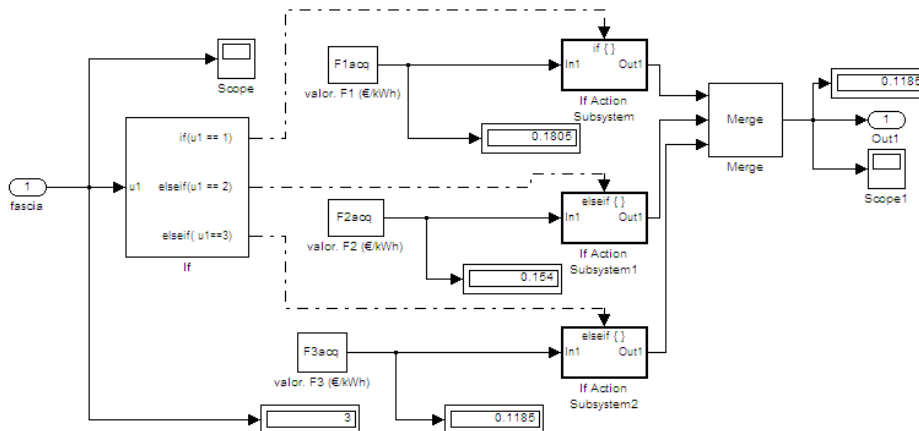 Scope
F1acq
valor. F1 (€/kWh)
0.1805
if { }
In1
Out1
If Action
Subsystem
0.1185
1
Out1
Scope1
Merge
Merge
1
fascia
u1
if(u1 == 1)
elseif(u1 == 2)
elseif( u1==3)
If
F2acq
valor. F2 (€/kWh)
0.154
elseif { }
In1
Out1
If Action
Subsystem1
F3acq
valor. F3 (€/kWh)
elseif { }
In1
Out1
If Action
Subsystem2
3
0.1185